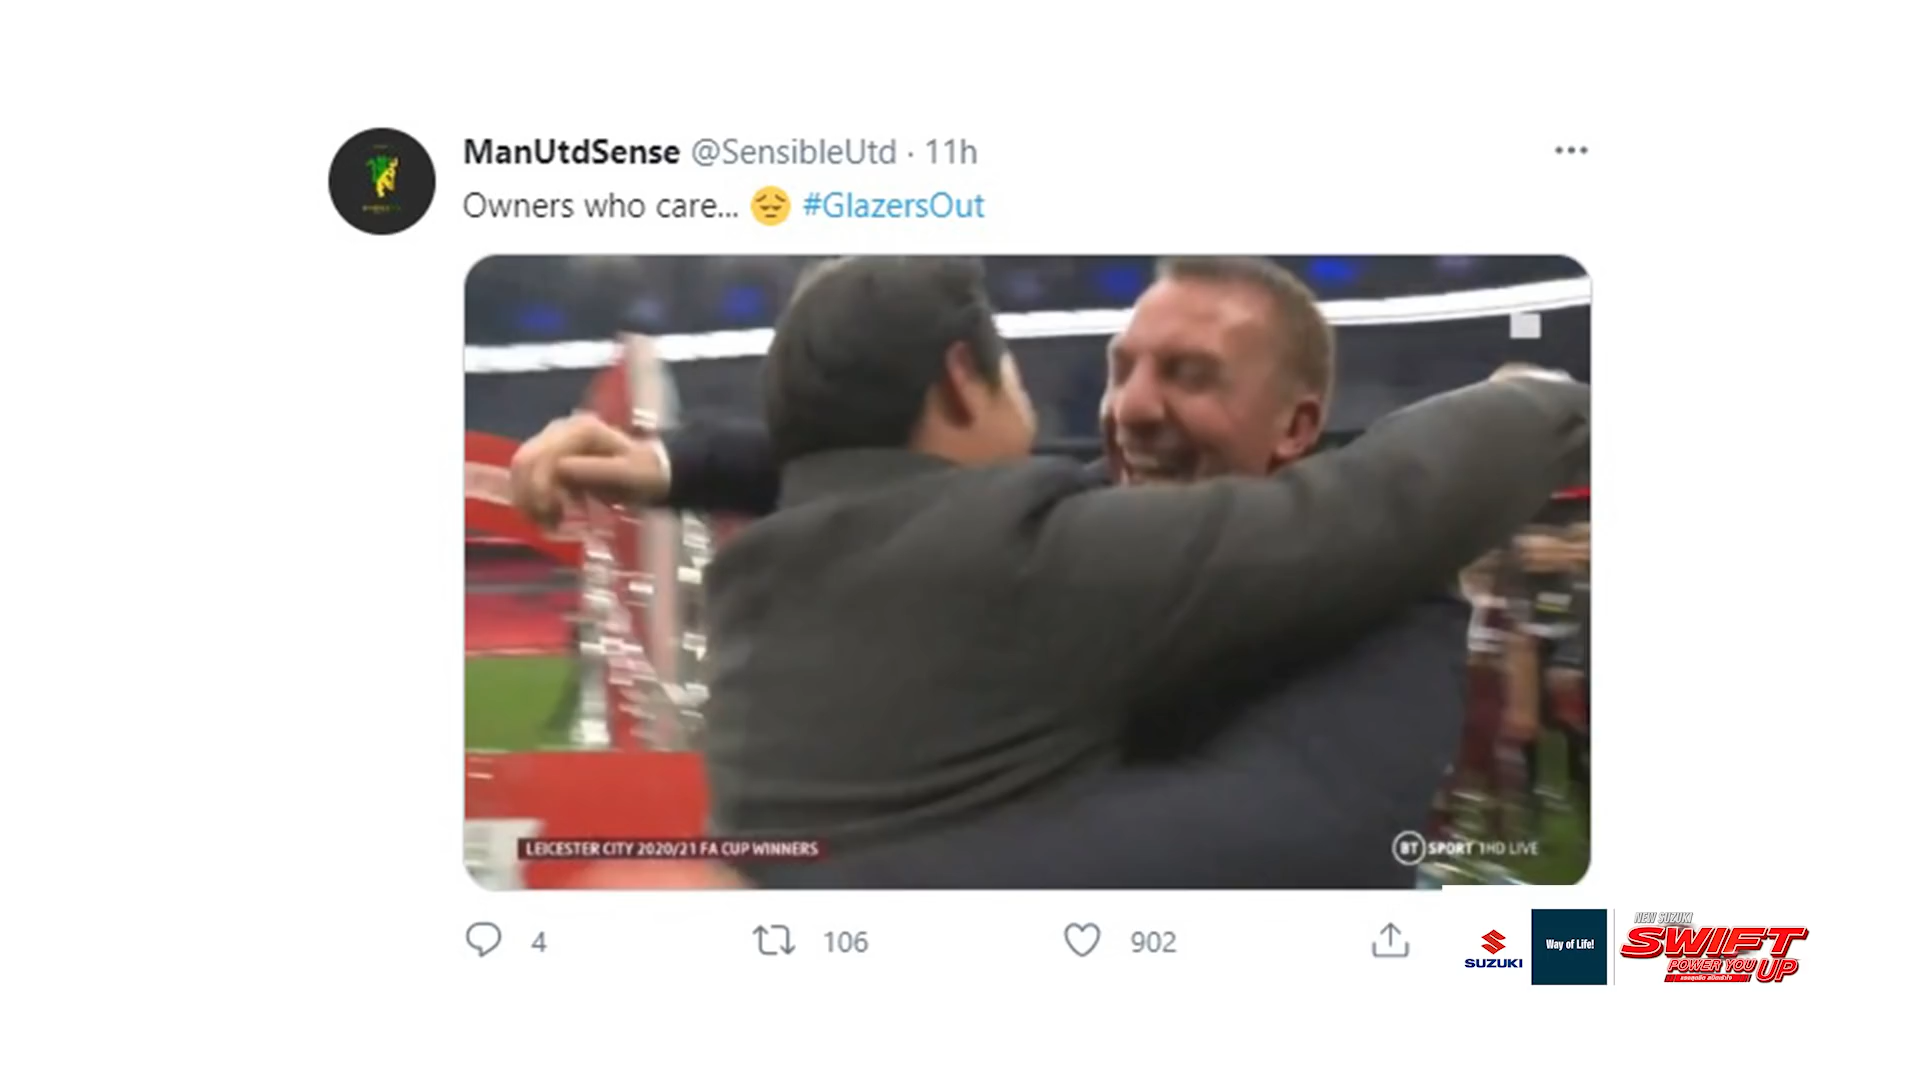 ManUtdSense @SensibleUtd · 11h
Owners who care... 😔 #GlazersOut
LEICESTER CITY 2020/21 FA CUP WINNERS
BT SPORT 1HD LIVE
4
106
902
SUZUKI
Way of Life!
NEW SUZUKI
SWIFT
POWER YOU UP